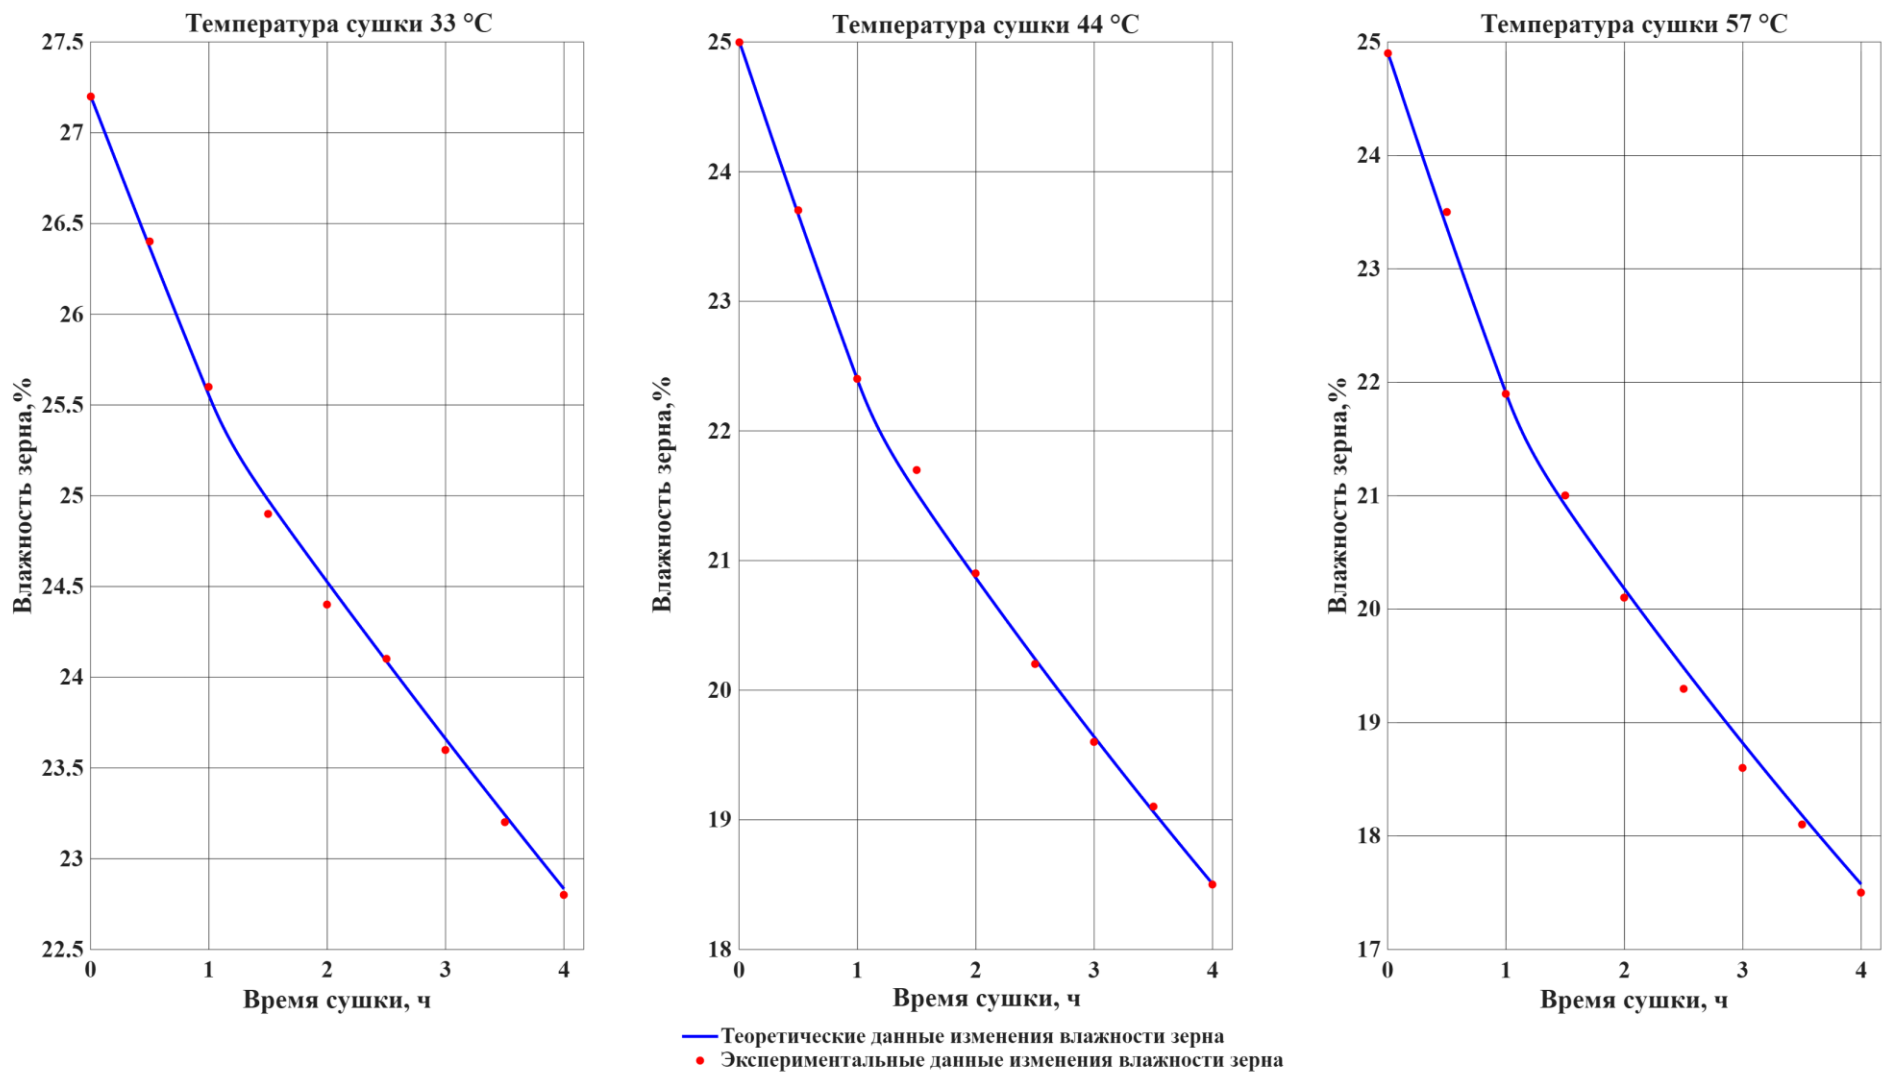 Температура сушки 33 °C
27.5
27
26.5
26
25.5
25
24.5
24
23.5
23
22.5
0 1 2 3 4
Влажность зерна,%
Время сушки, ч
Температура сушки 44 °C
25
24
23
22
21
20
19
18
0 1 2 3 4
Влажность зерна,%
Время сушки, ч
Температура сушки 57 °C
25
24
23
22
21
20
19
18
17
0 1 2 3 4
Влажность зерна,%
Время сушки, ч
Теоретические данные изменения влажности зерна
Экспериментальные данные изменения влажности зерна